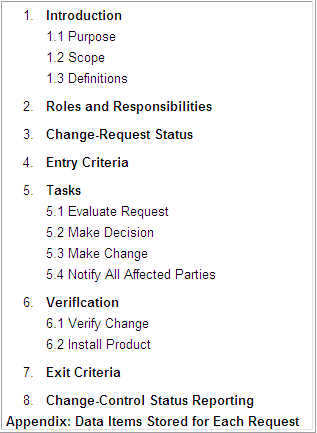 1. Introduction
1.1 Purpose
1.2 Scope
1.3 Definitions
2. Roles and Responsibilities
3. Change-Request Status
4. Entry Criteria
5. Tasks
5.1 Evaluate Request
5.2 Make Decision
5.3 Make Change
5.4 Notify All Affected Parties
6. Verification
6.1 Verify Change
6.2 Install Product
7. Exit Criteria
8. Change-Control Status Reporting
Appendix: Data Items Stored for Each Request